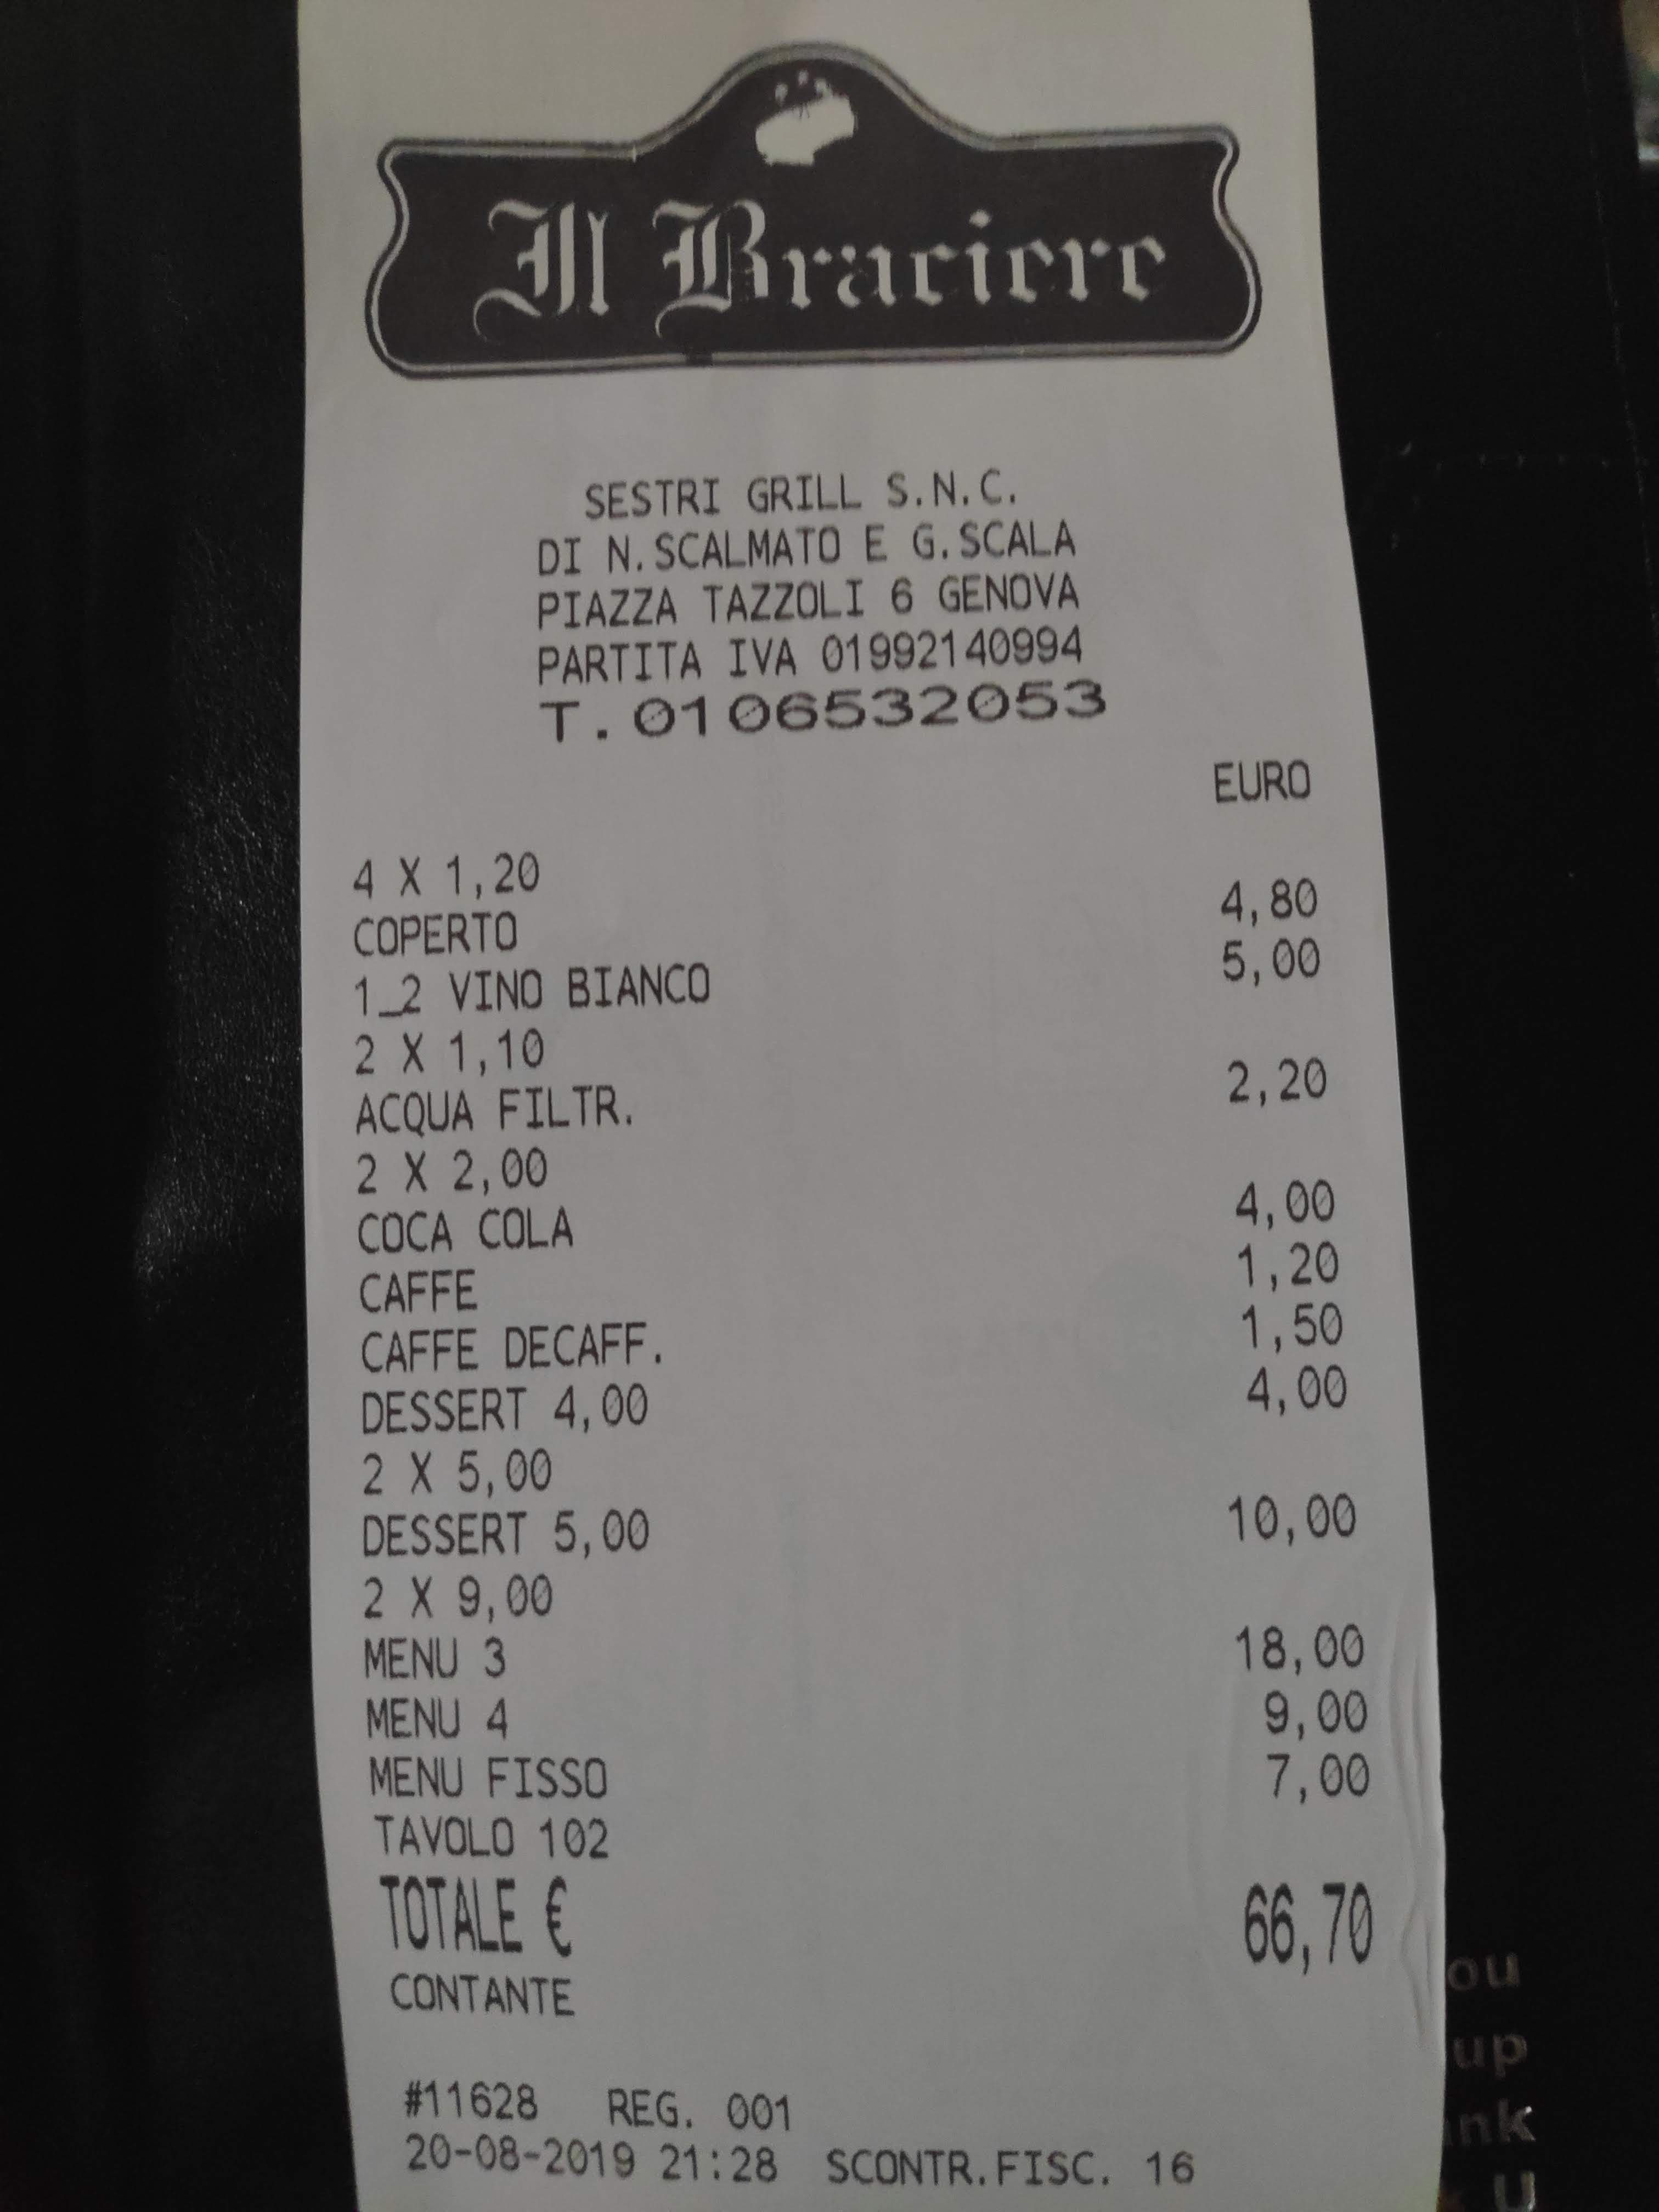 Il Braciere
SESTRI GRILL S.N.C.
DI N.SCALMATO E G.SCALA
PIAZZA TAZZOLI 6 GENOVA
PARTITA IVA 01992140994
T.0106532053
EURO
4 X 1,20
COPERTO 4,80
1_2 VINO BIANCO 5,00
2 X 1,10
ACQUA FILTR. 2,20
2 X 2,00
COCA COLA 4,00
CAFFE 1,20
CAFFE DECAFF. 1,50
DESSERT 4,00 4,00
2 X 5,00
DESSERT 5,00 10,00
2 X 9,00
MENU 3 18,00
MENU 4 9,00
MENU FISSO 7,00
TAVOLO 102
TOTALE € 66,70
CONTANTE
#11628 REG. 001
20-08-2019 21:28 SCONTR.FISC. 16
ou
up
nk
U